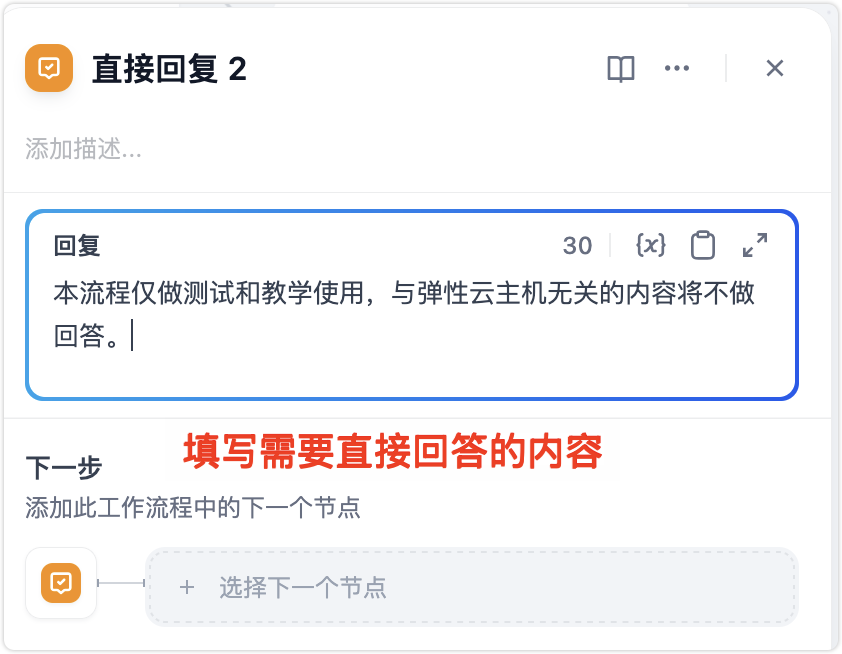 直接回复 2
添加描述...
回复
30
{x}
本流程仅做测试和教学使用，与弹性云主机无关的内容将不做
回答。
填写需要直接回答的内容
下一步
添加此工作流程中的下一个节点
+ 选择下一个节点